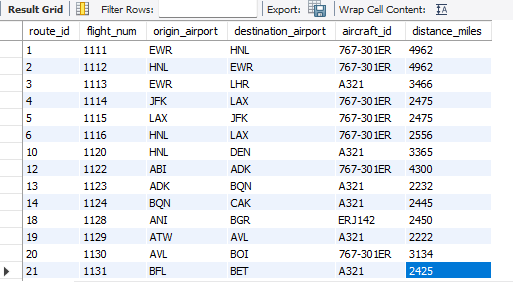 Result Grid Filter Rows: Export: Wrap Cell Content:
route_id flight_num origin_airport destination_airport aircraft_id distance_miles
1 1111 EWR HNL 767-301ER 4962
2 1112 HNL EWR 767-301ER 4962
3 1113 EWR LHR A321 3466
4 1114 JFK LAX 767-301ER 2475
5 1115 LAX JFK 767-301ER 2475
6 1116 HNL LAX 767-301ER 2556
10 1120 HNL DEN A321 3365
12 1122 ABI ADK 767-301ER 4300
13 1123 ADK BQN A321 2232
14 1124 BQN CAK A321 2445
18 1128 ANI BGR ERJ142 2450
19 1129 ATW AVL A321 2222
20 1130 AVL BOI 767-301ER 3134
21 1131 BFL BET A321 2425